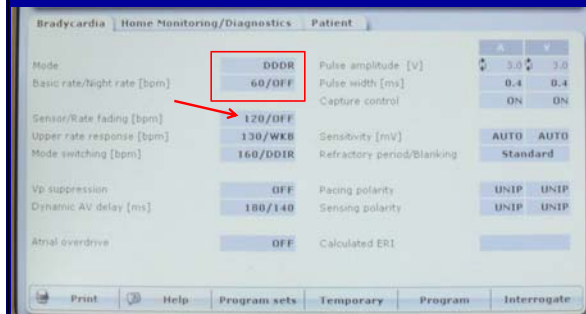 Bradycardia Home Monitoring/Diagnostics Patient
A V
Mode DDDR Pulse amplitude [V] 3.0 3.0
Basic rate/Night rate [bpm] 60/OFF Pulse width [ms] 0.4 0.4
Capture control ON ON
Sensor/Rate fading [bpm] 120/OFF
Upper rate response [bpm] 130/WKB Sensitivity [mV] AUTO AUTO
Mode switching [bpm] 160/DDIR Refractory period/Blanking Standard
Vp suppression OFF Pacing polarity UNIP UNIP
Dynamic AV delay [ms] 180/140 Sensing polarity UNIP UNIP
Atrial overdrive OFF Calculated ERI
Print Help Program sets Temporary Program Interrogate